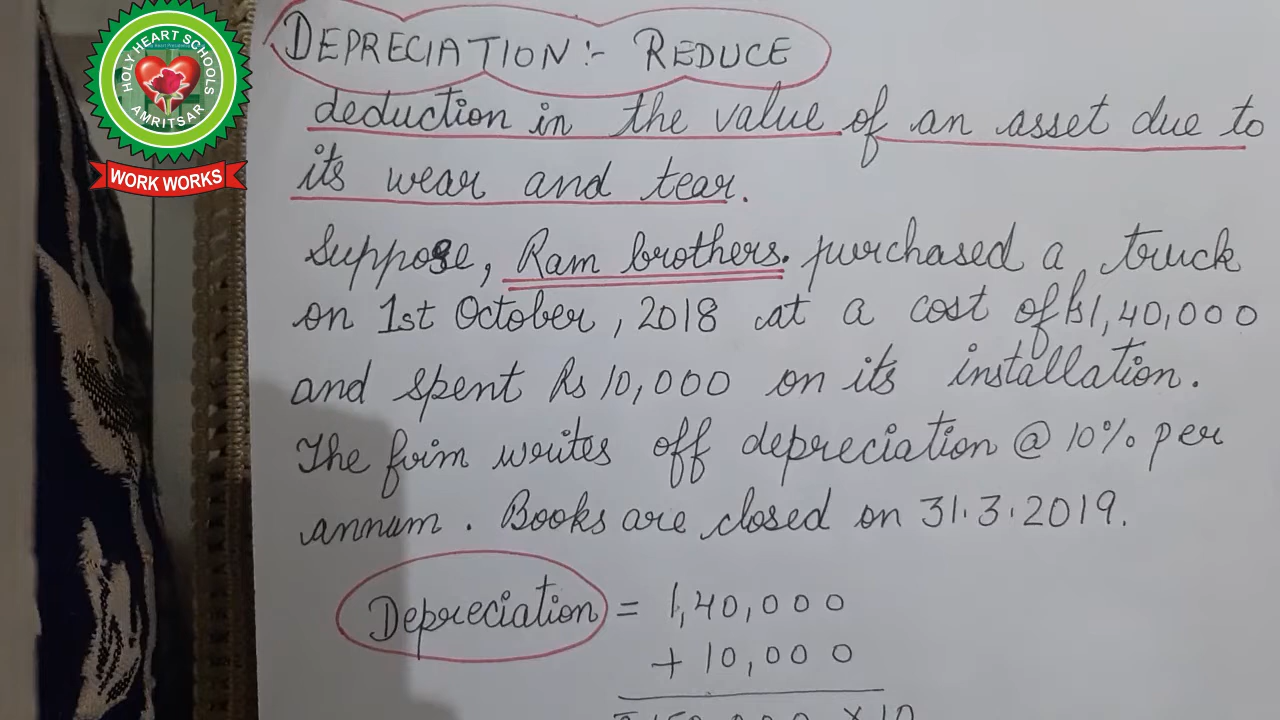 HOLY HEART SCHOOLS
AMRITSAR
WORK WORKS
DEPRECIATION:- REDUCE
deduction in the value of an asset due to
its wear and tear.
Suppose, Ram brothers. purchased a truck
on 1st October, 2018 at a cost of Rs 1,40,000
and spent Rs 10,000 on its installation.
The firm writes off depreciation @ 10% per
annum. Books are closed on 31.3.2019.
Depreciation = 1,40,000
+ 10,000